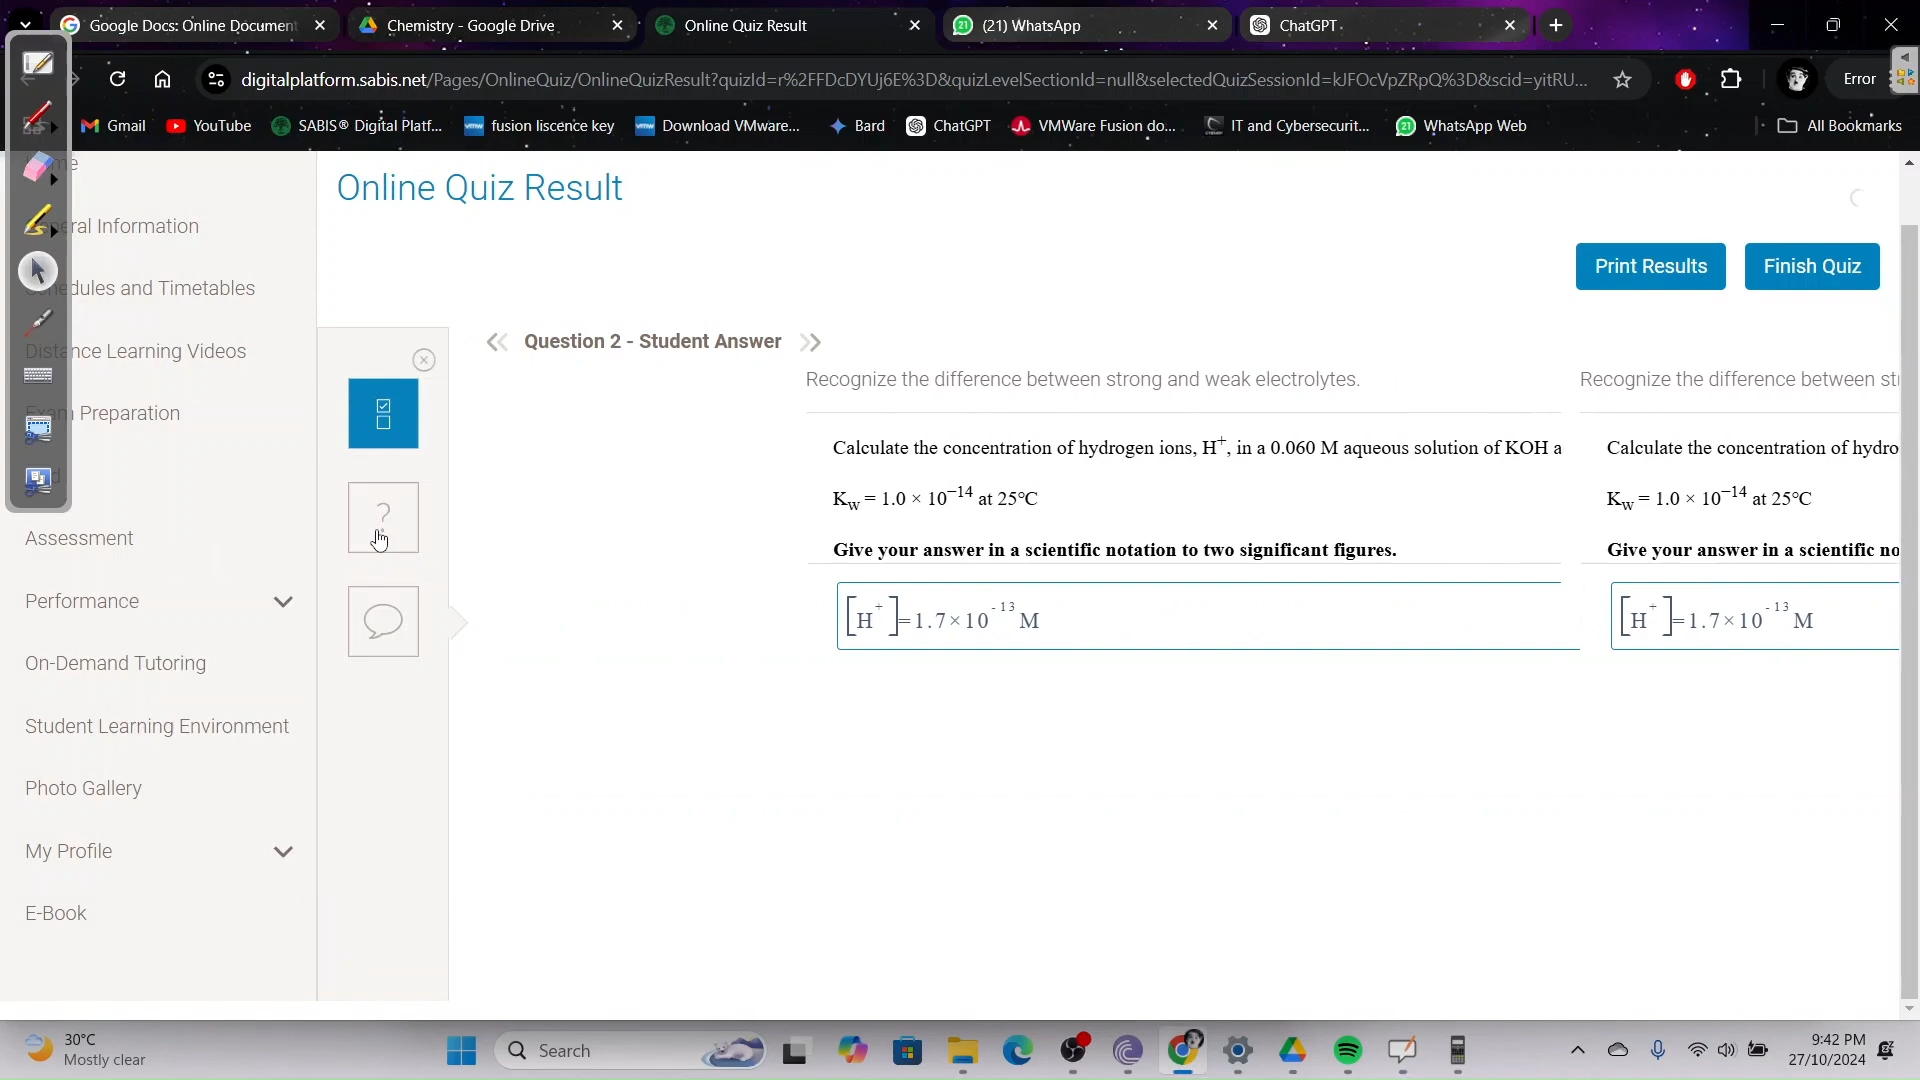 Google Docs: Online Document
Chemistry - Google Drive
Online Quiz Result
(21) WhatsApp
ChatGPT
digitalplatform.sabis.net/Pages/OnlineQuiz/OnlineQuizResult?quizId=r%2FFDcDYUj6E%3D&quizLevelSectionId=null&selectedQuizSessionId=kJFOcVpZRpQ%3D&scid=yitRU...
Error
Gmail
YouTube
SABIS® Digital Platf...
fusion liscence key
Download VMware...
Bard
ChatGPT
VMWare Fusion do...
IT and Cybersecurit...
WhatsApp Web
All Bookmarks
Online Quiz Result
Print Results
Finish Quiz
eral Information
edules and Timetables
Distance Learning Videos
Exam Preparation
Assessment
Performance
On-Demand Tutoring
Student Learning Environment
Photo Gallery
My Profile
E-Book
Question 2 - Student Answer
Recognize the difference between strong and weak electrolytes.
Calculate the concentration of hydrogen ions, H⁺, in a 0.060 M aqueous solution of KOH a
K_w = 1.0 × 10⁻¹⁴ at 25°C
Give your answer in a scientific notation to two significant figures.
[H⁺]=1.7×10⁻¹³ M
Recognize the difference between st
Calculate the concentration of hydro
K_w = 1.0 × 10⁻¹⁴ at 25°C
Give your answer in a scientific no
[H⁺]=1.7×10⁻¹³ M
30°C
Mostly clear
Search
9:42 PM
27/10/2024